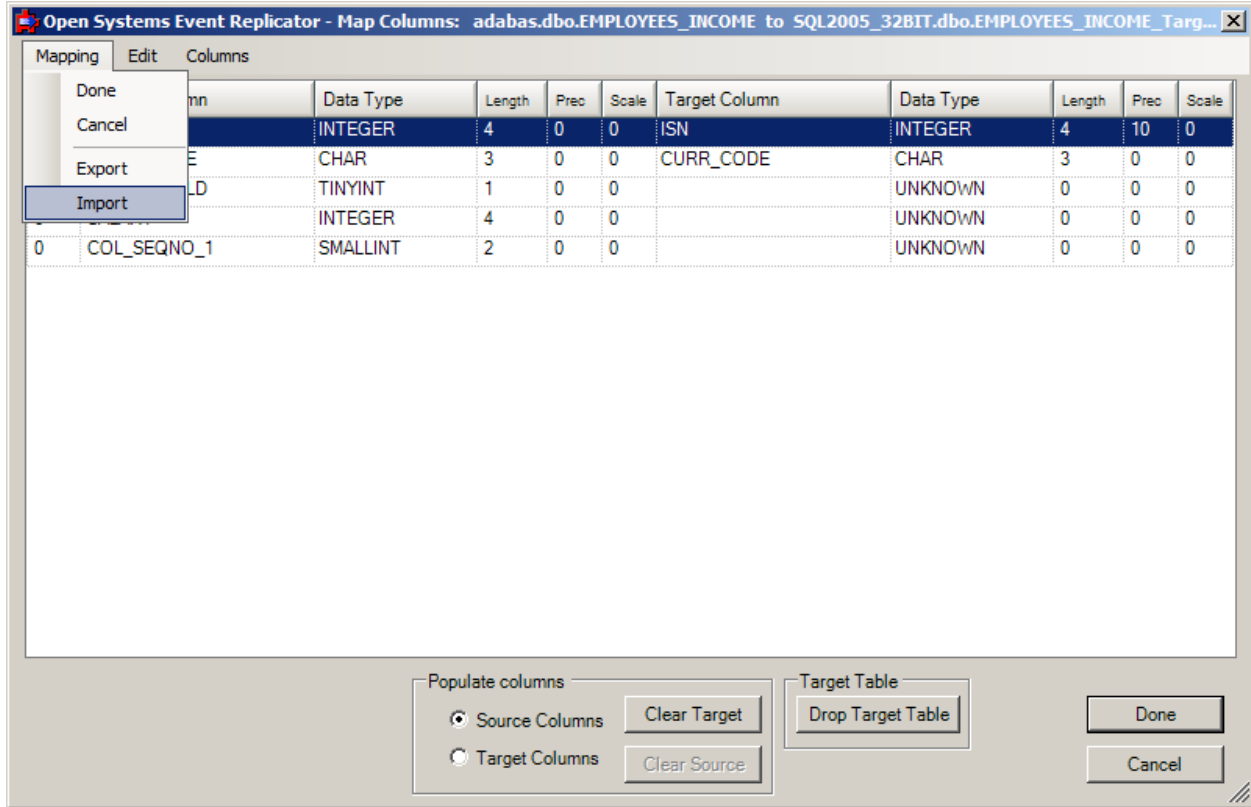 Open Systems Event Replicator - Map Columns: adabas.dbo.EMPLOYEES_INCOME to SQL2005_32BIT.dbo.EMPLOYEES_INCOME_Targ...
Mapping Edit Columns
Done
Cancel
Export
Import
mn Data Type Length Prec Scale Target Column Data Type Length Prec Scale
INTEGER 4 0 0 ISN INTEGER 4 10 0
E CHAR 3 0 0 CURR_CODE CHAR 3 0 0
LD TINYINT 1 0 0 UNKNOWN 0 0 0
INTEGER 4 0 0 UNKNOWN 0 0 0
0 COL_SEQNO_1 SMALLINT 2 0 0 UNKNOWN 0 0 0
Populate columns
Source Columns Clear Target
Target Columns Clear Source
Target Table
Drop Target Table
Done
Cancel